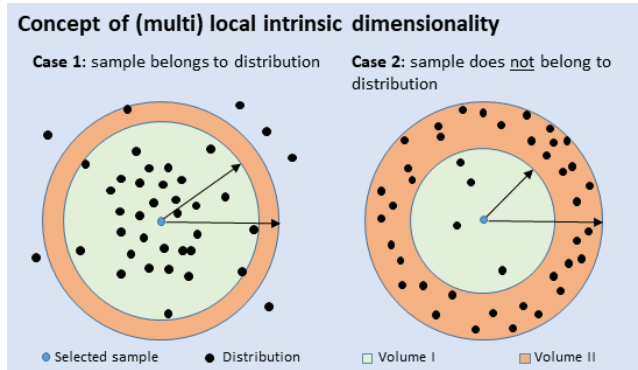 Concept of (multi) local intrinsic dimensionality
Case 1: sample belongs to distribution
Case 2: sample does not belong to
distribution
Selected sample
Distribution
Volume I
Volume II